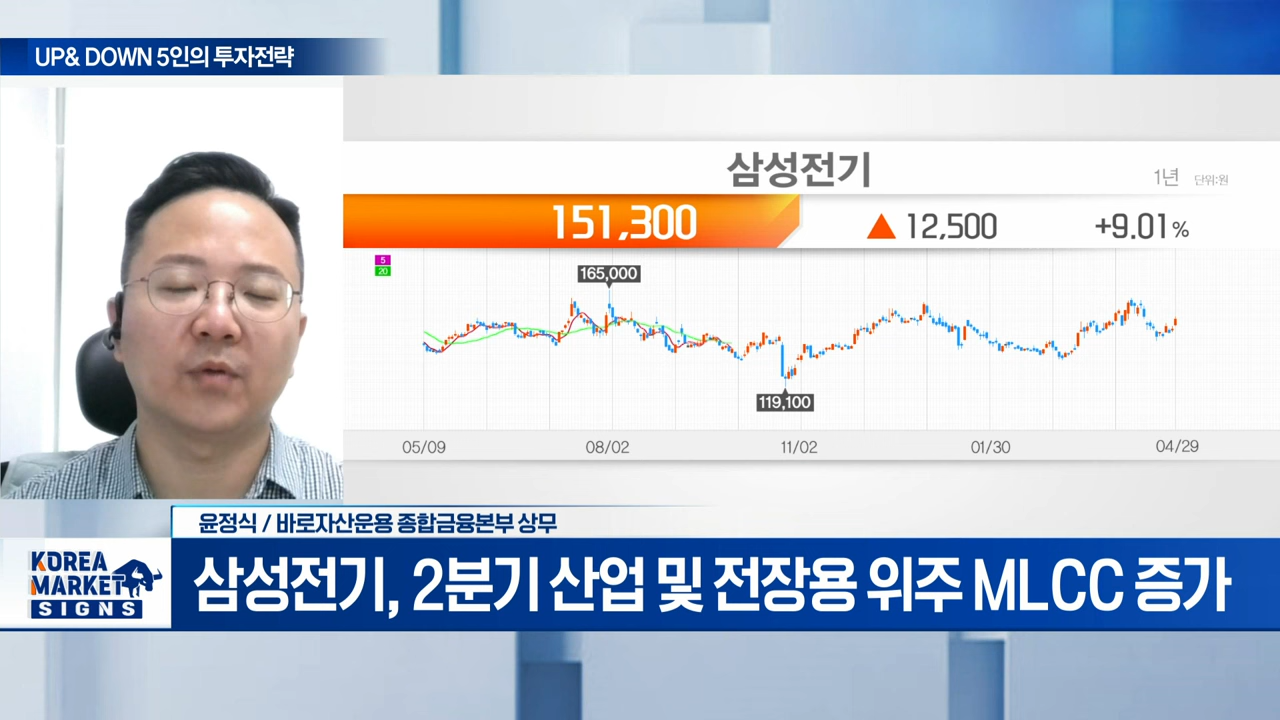 UP& DOWN 5인의 투자전략
삼성전기
1년 단위:원
151,300 ▲ 12,500 +9.01%
5
20
165,000
119,100
05/09 08/02 11/02 01/30 04/29
윤정식 / 바로자산운용 종합금융본부 상무
KOREA
MARKET
SIGNS
삼성전기, 2분기 산업 및 전장용 위주 MLCC 증가